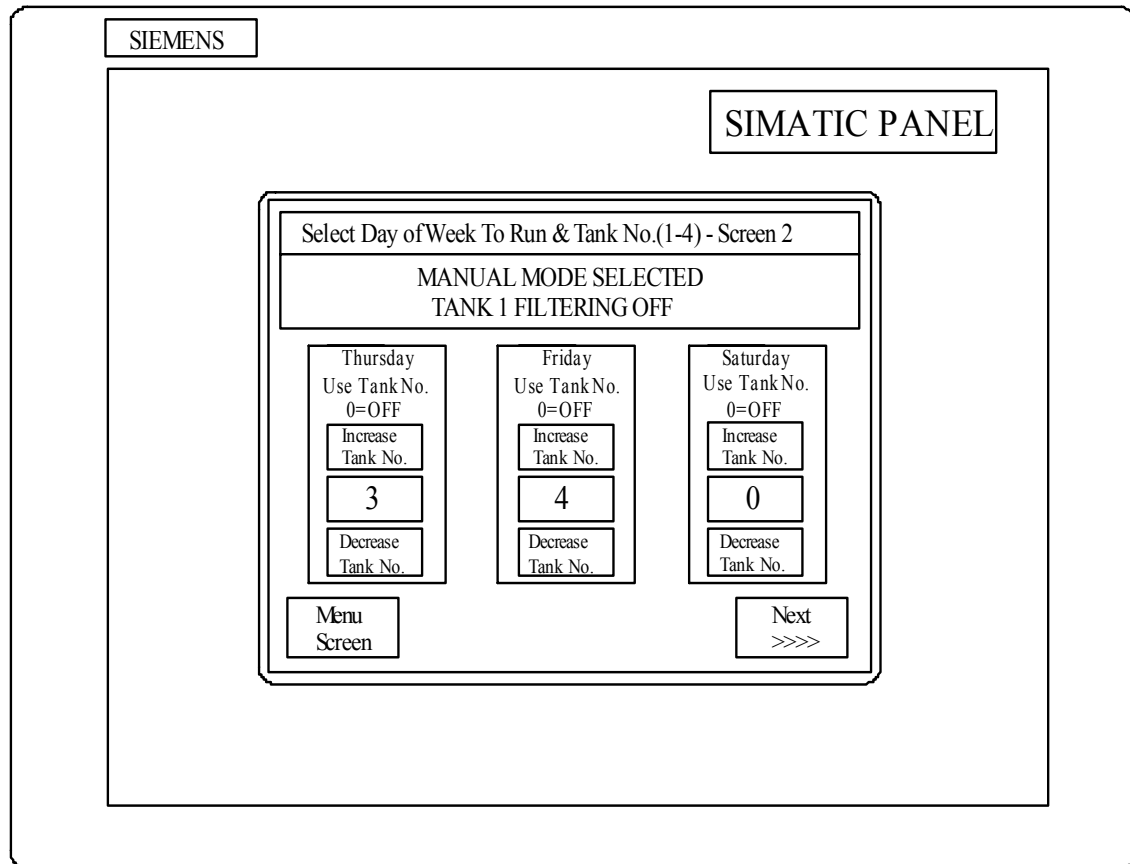 SIEMENS
SIMATIC PANEL
Select Day of Week To Run & Tank No.(1-4) - Screen 2
MANUAL MODE SELECTED
TANK 1 FILTERING OFF
Thursday
Use Tank No.
0=OFF
Increase
Tank No.
3
Decrease
Tank No.
Friday
Use Tank No.
0=OFF
Increase
Tank No.
4
Decrease
Tank No.
Saturday
Use Tank No.
0=OFF
Increase
Tank No.
0
Decrease
Tank No.
Menu
Screen
Next
>>>>